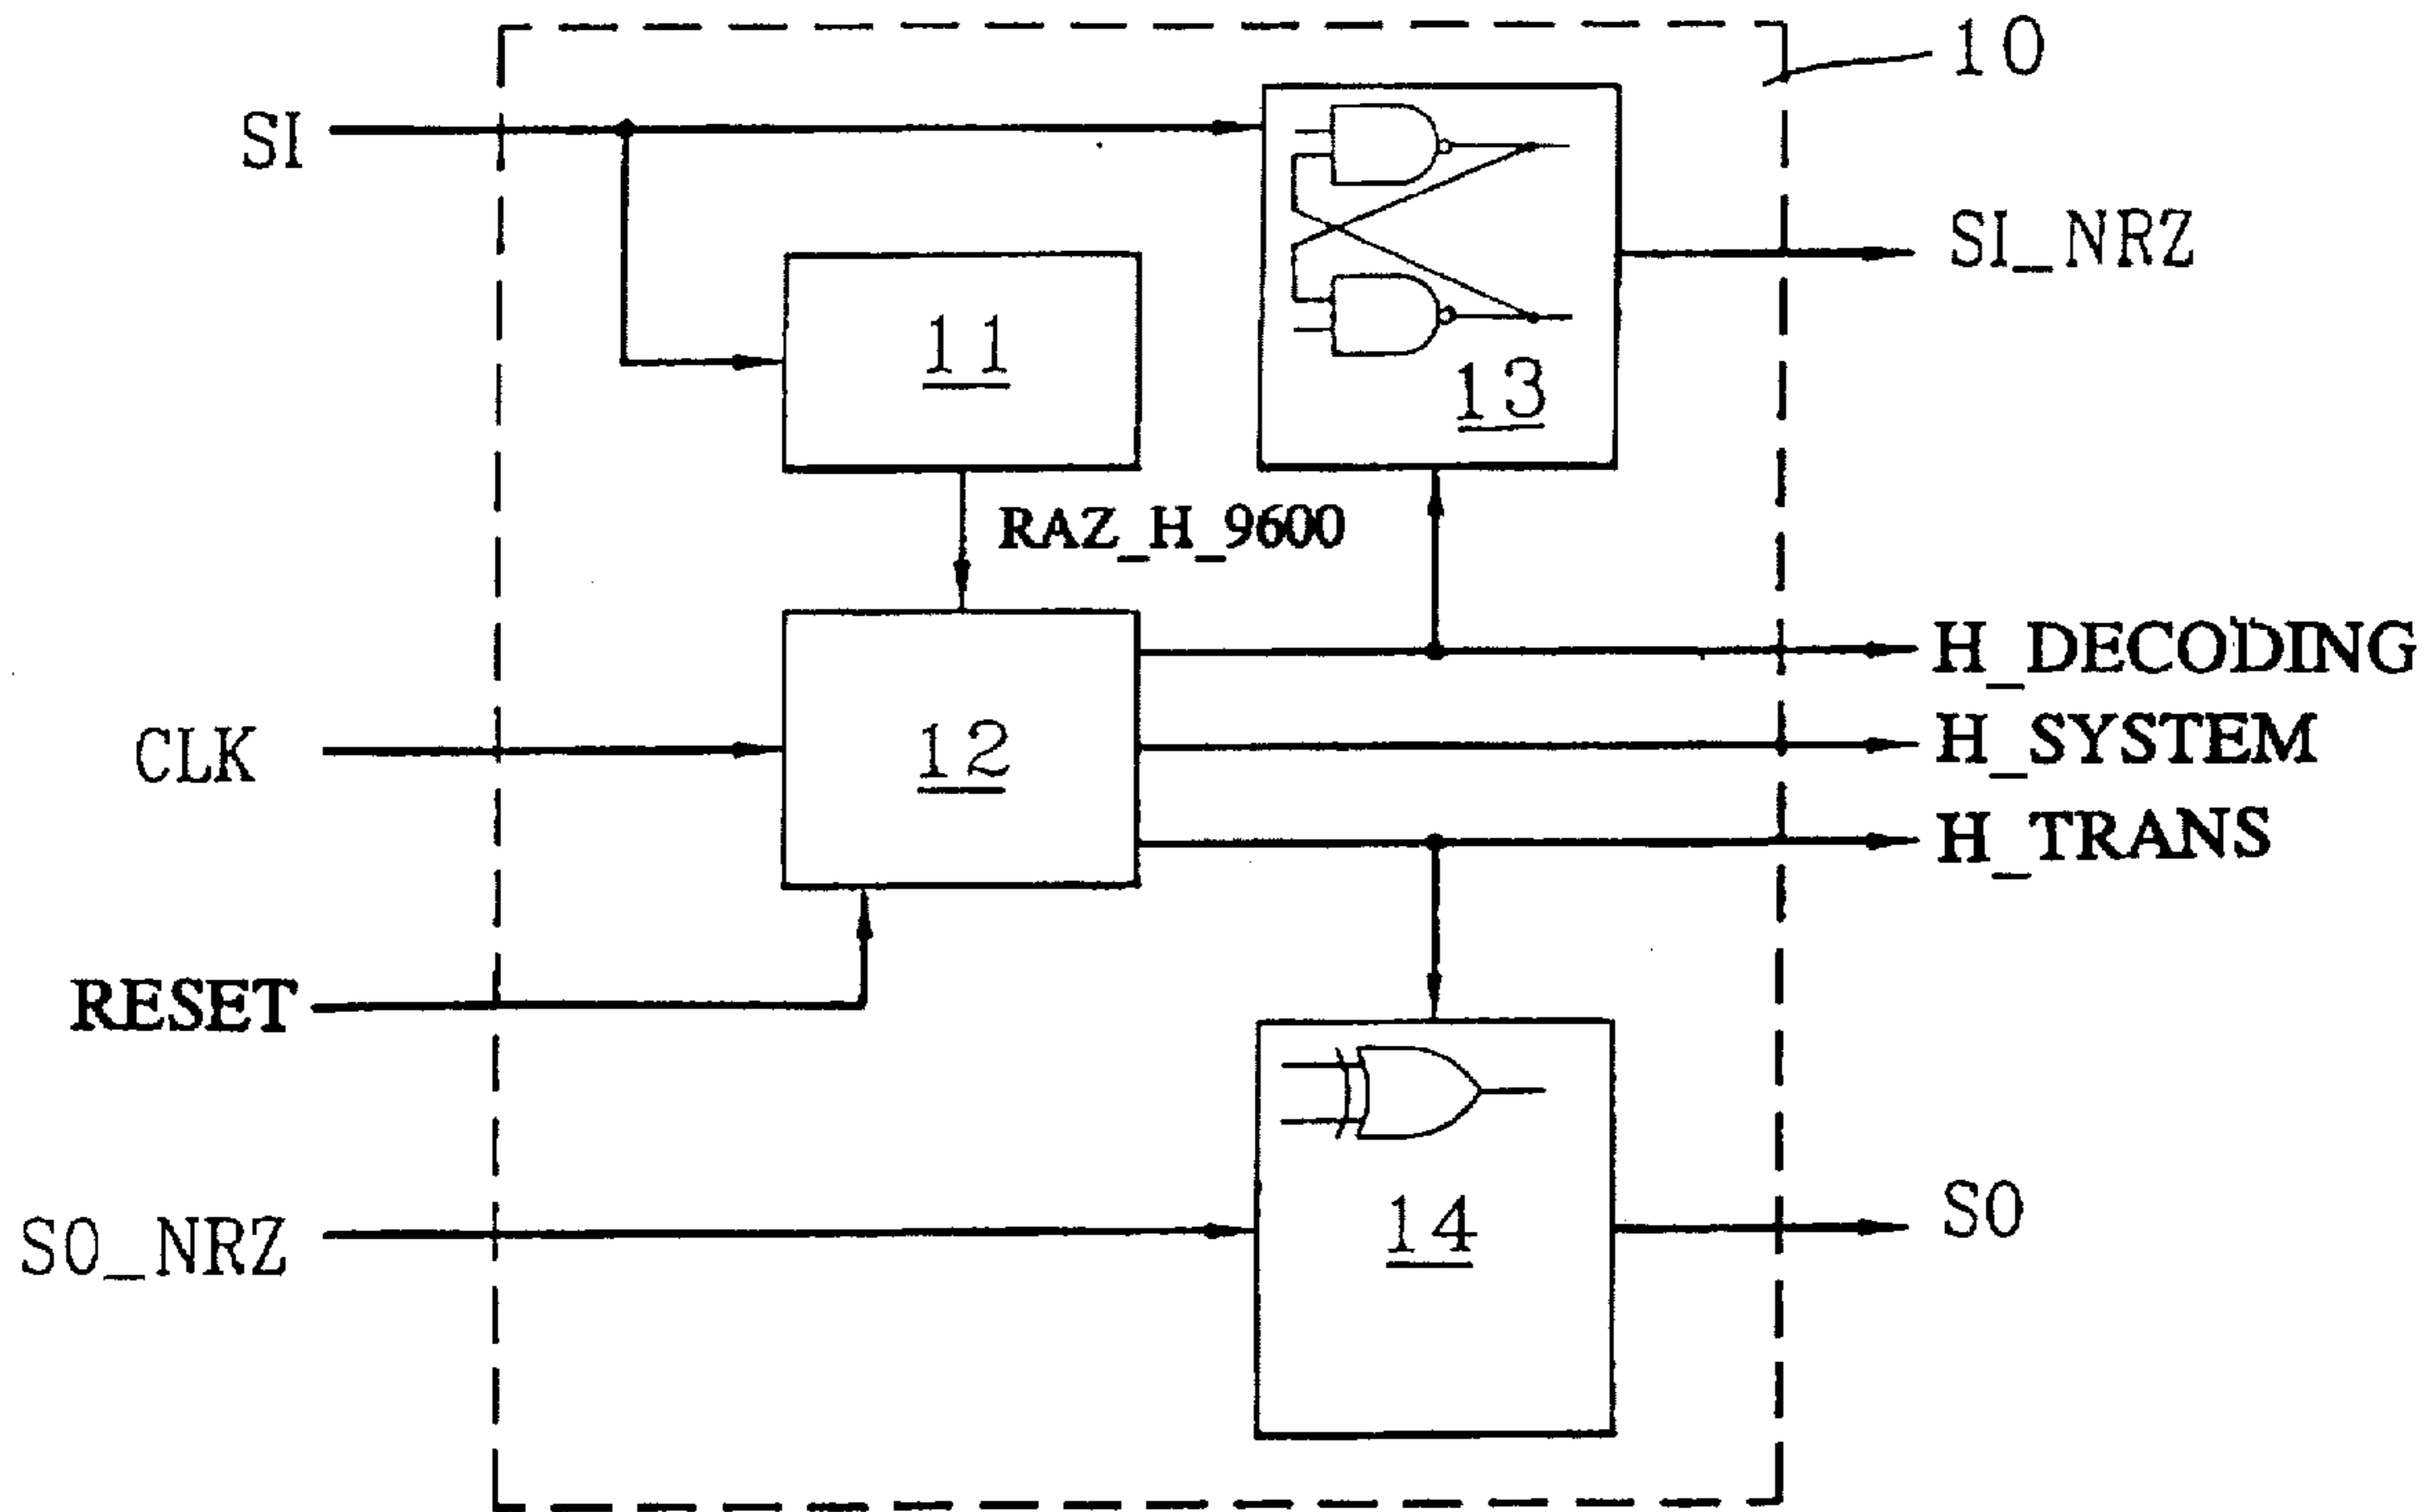 10
SI
SI_NRZ
11
13
RAZ_H_9600
H_DECODING
CLK
12
H_SYSTEM
H_TRANS
RESET
SO_NRZ
14
SO